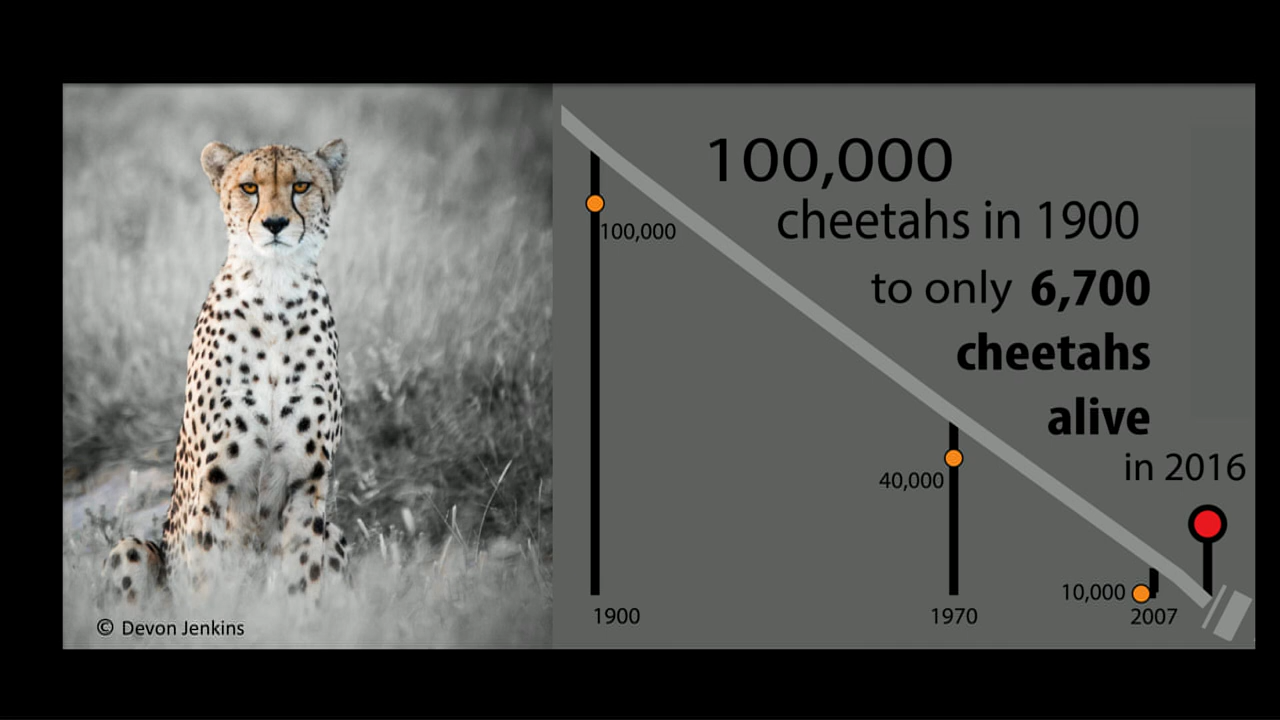 100,000
cheetahs in 1900
to only 6,700
cheetahs
alive
in 2016
100,000
40,000
10,000
1900
1970
2007
© Devon Jenkins